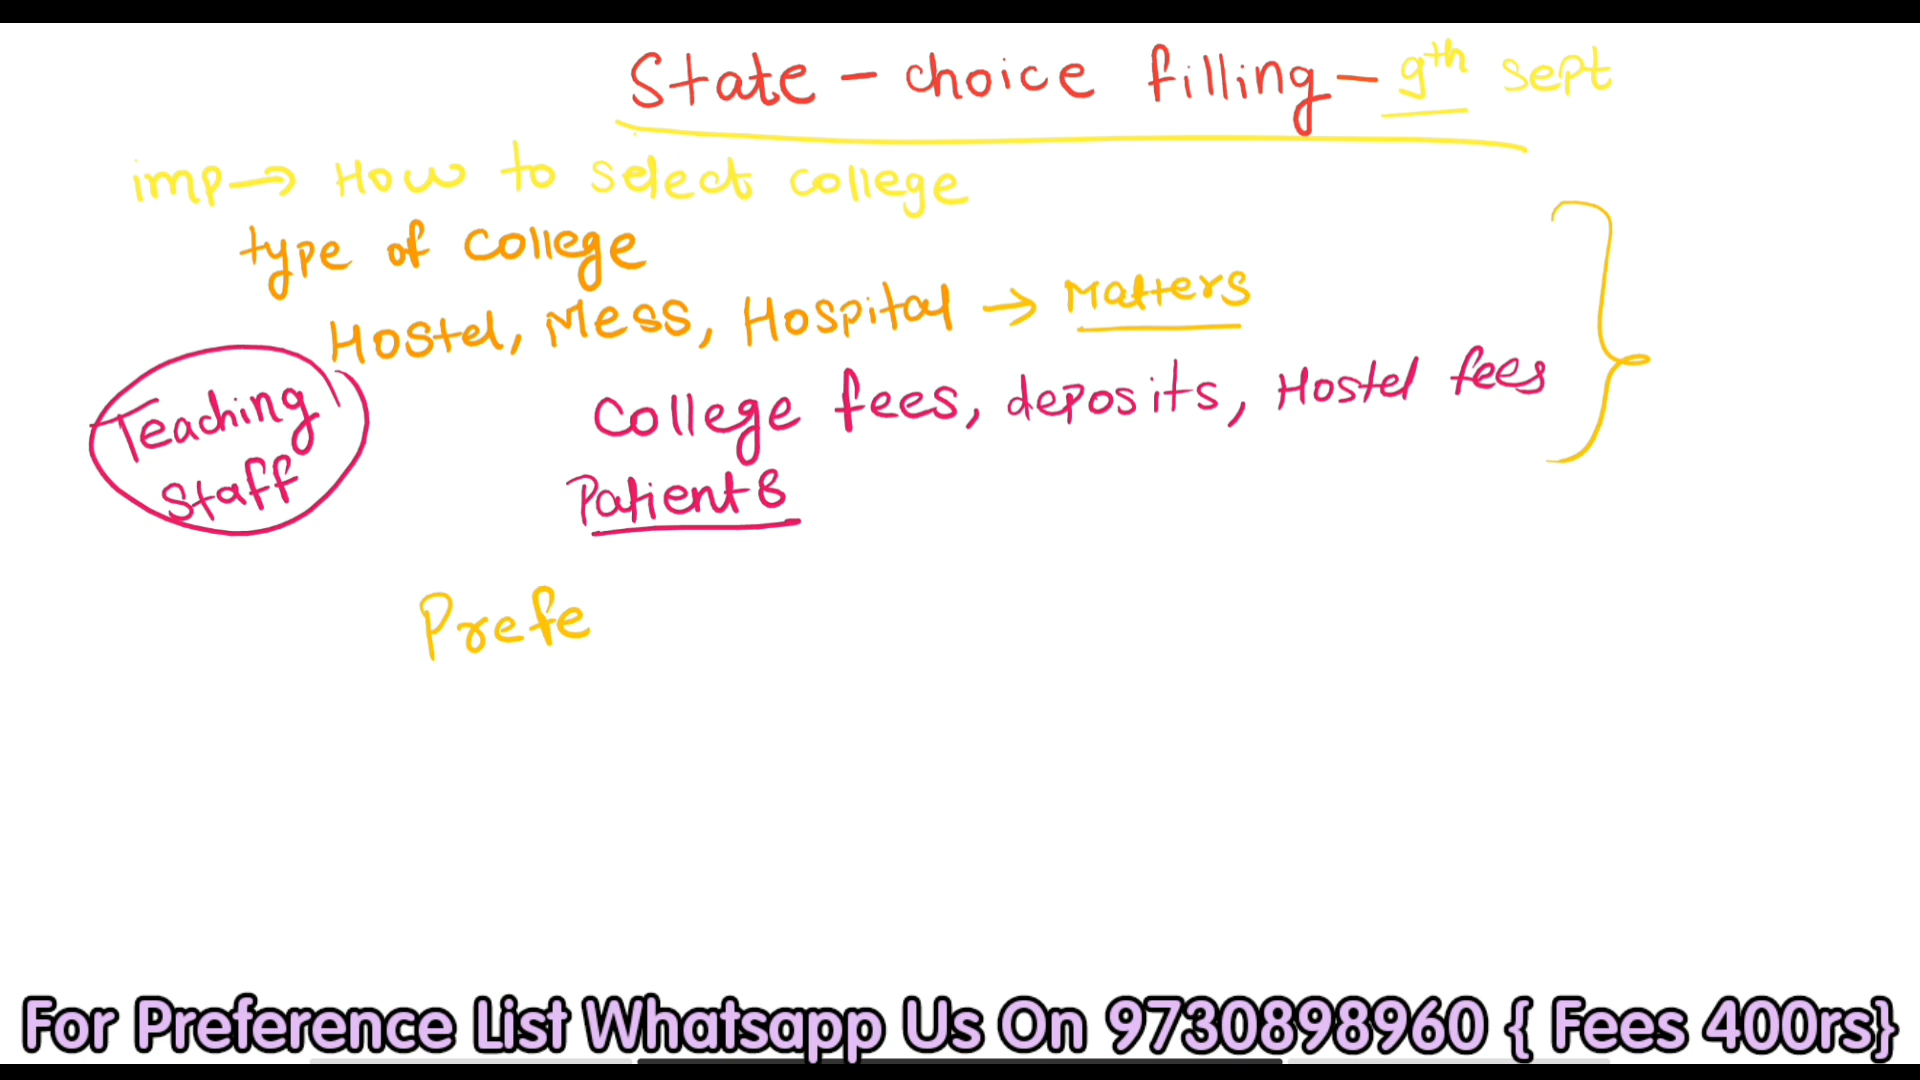 State - choice filling - 9th sept
imp → How to select college
type of college
Hostel, Mess, Hospital → Matters
Teaching
staff
College fees, deposits, Hostel fees
Patients
Prefe
For Preference List Whatsapp Us On 9730898960 { Fees 400rs}